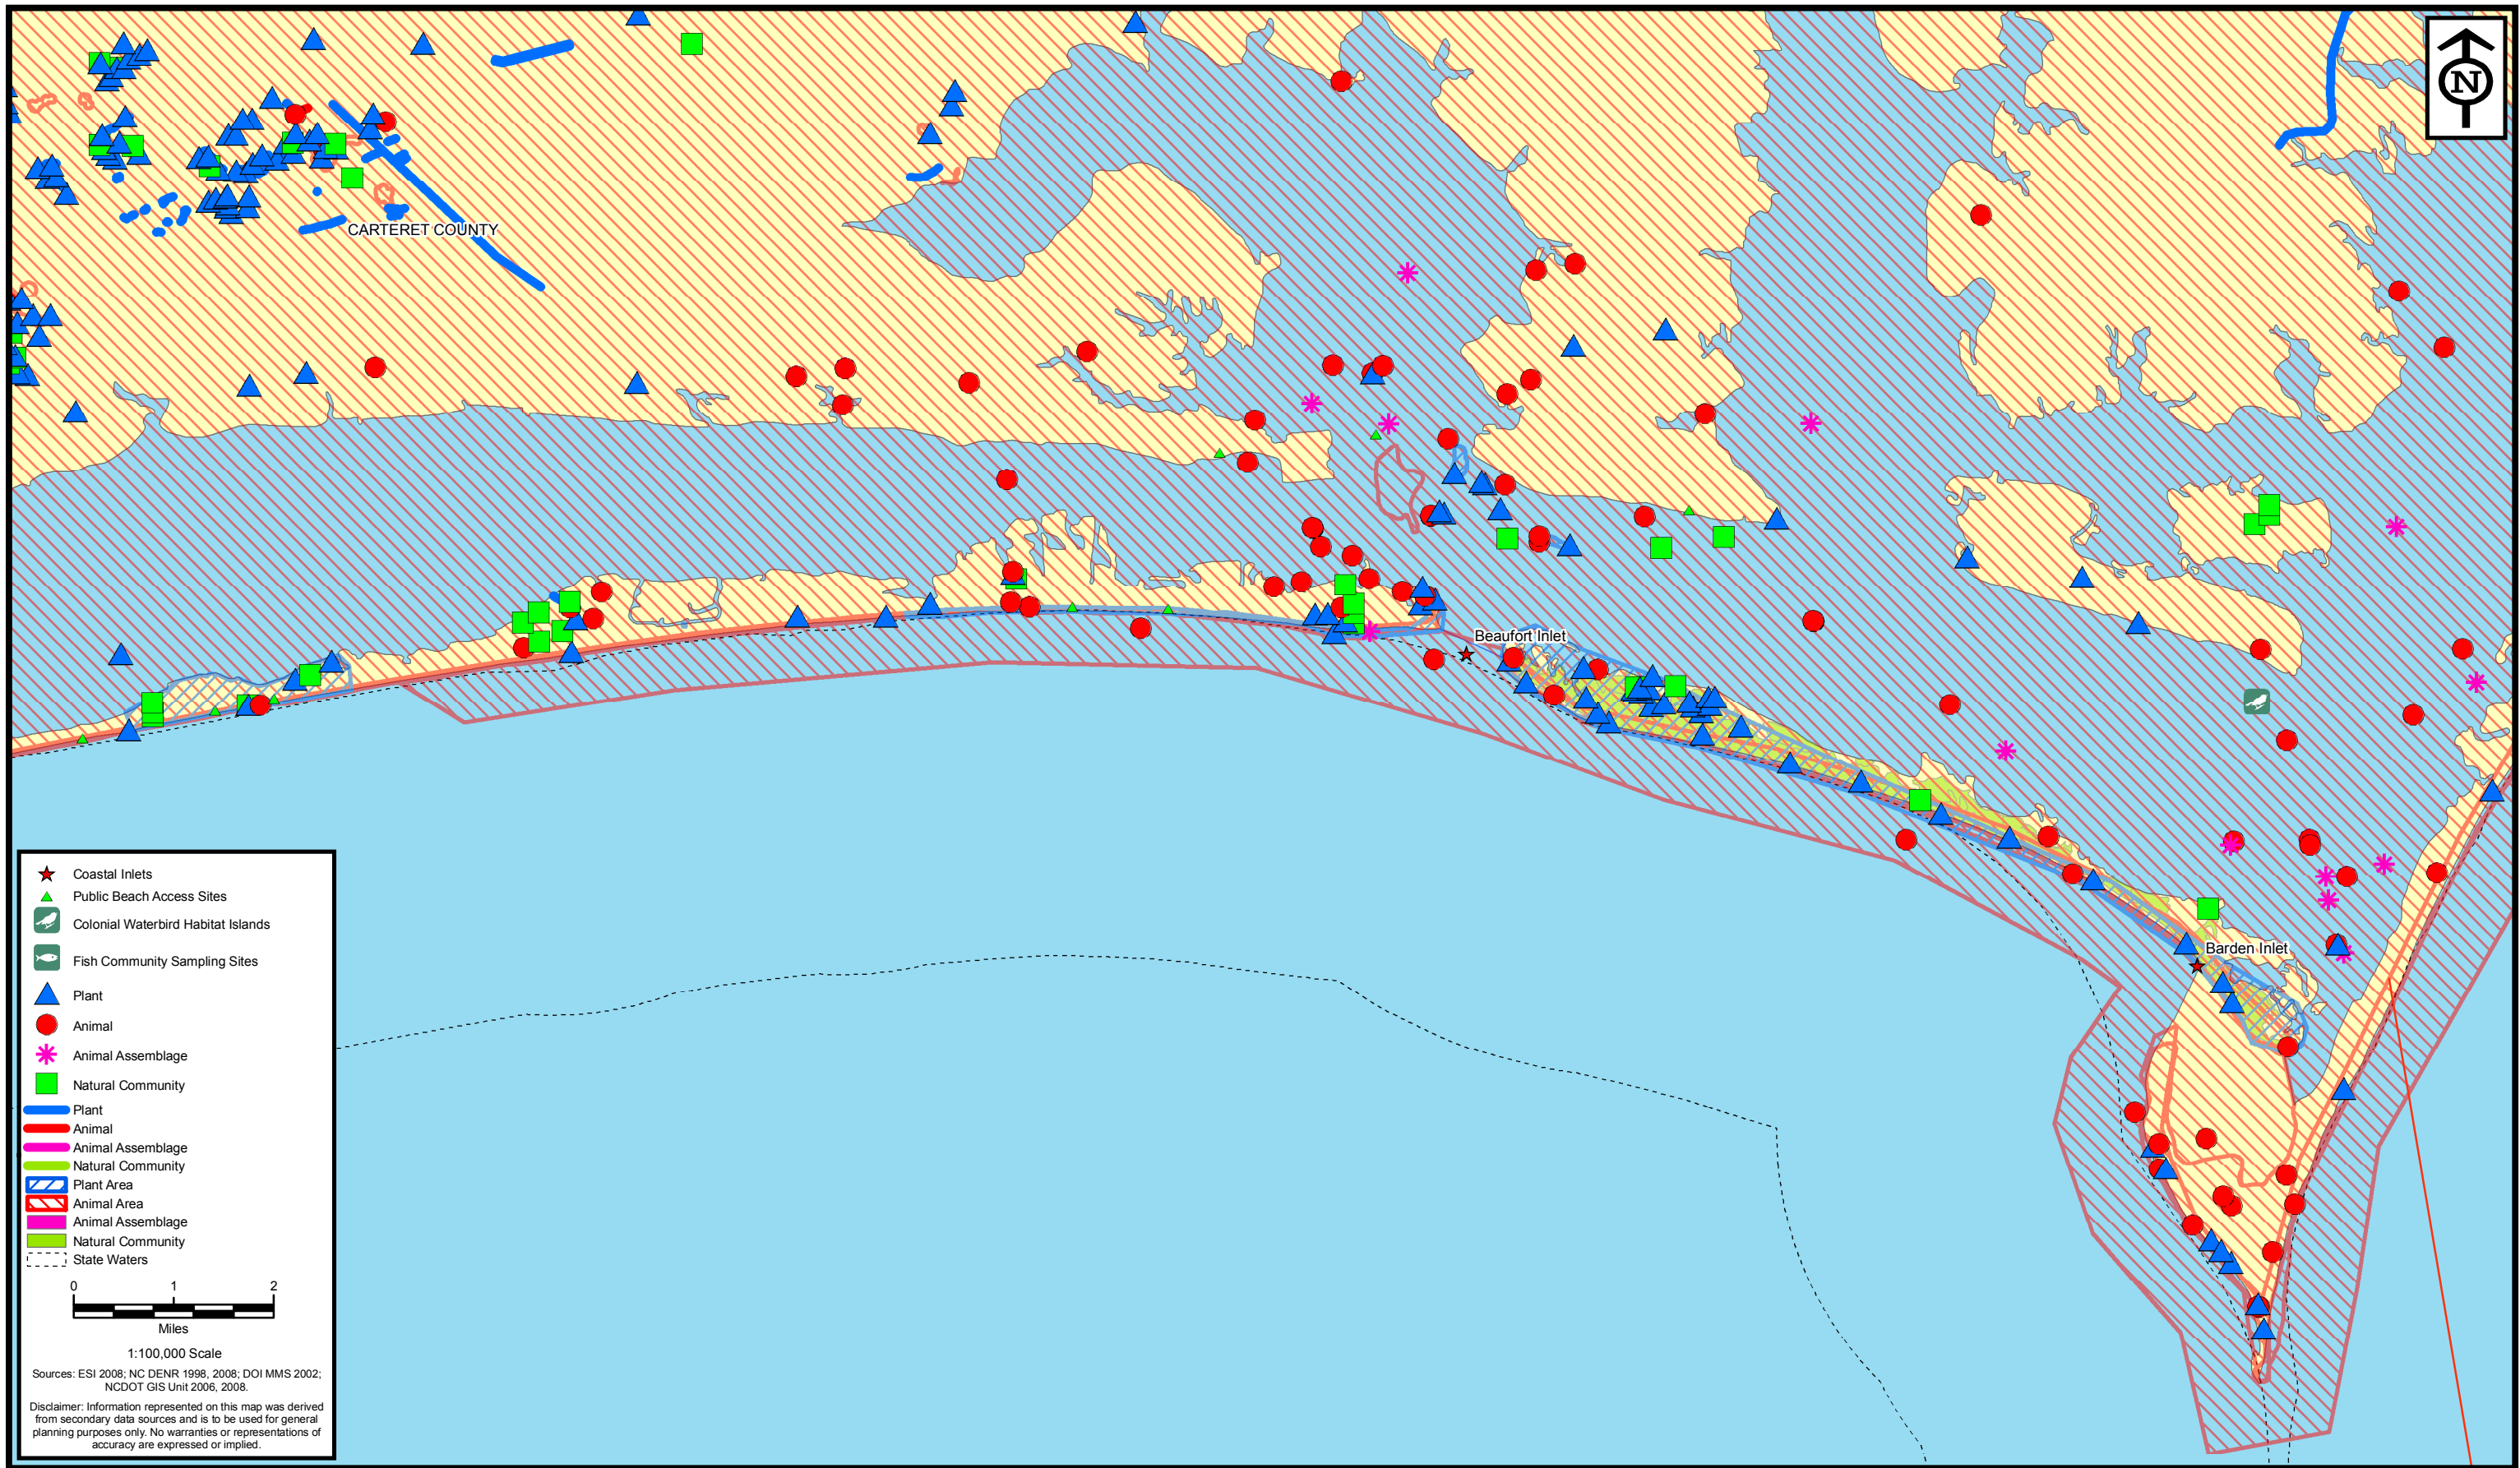 N
CARTERET COUNTY
Beaufort Inlet
Barden Inlet
Coastal Inlets
Public Beach Access Sites
Colonial Waterbird Habitat Islands
Fish Community Sampling Sites
Plant
Animal
Animal Assemblage
Natural Community
Plant
Animal
Animal Assemblage
Natural Community
Plant Area
Animal Area
Animal Assemblage
Natural Community
State Waters
0 1 2
Miles
1:100,000 Scale
Sources: ESI 2008; NC DENR 1998, 2008; DOI MMS 2002;
NCDOT GIS Unit 2006, 2008.
Disclaimer: Information represented on this map was derived
from secondary data sources and is to be used for general
planning purposes only. No warranties or representations of
accuracy are expressed or implied.